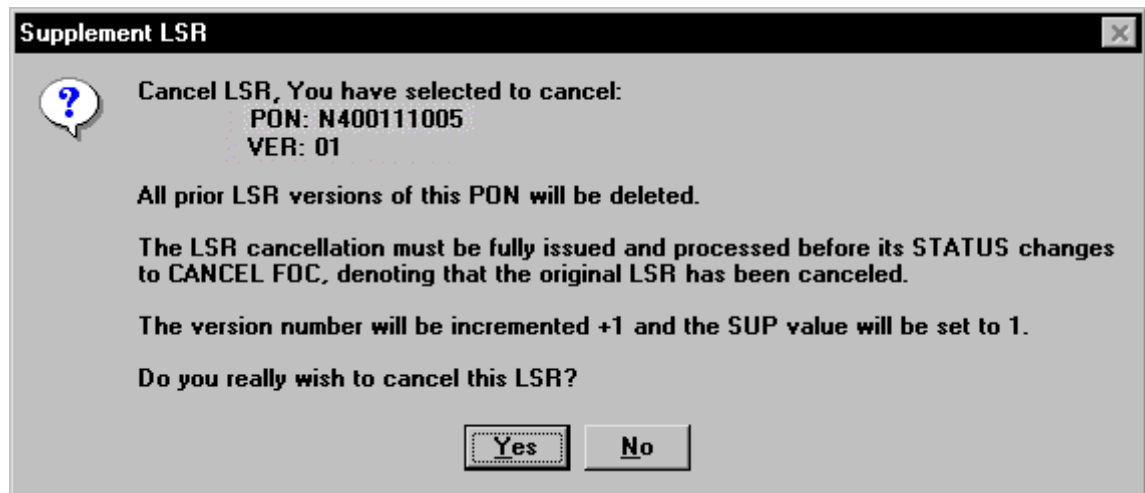 Supplement LSR
Cancel LSR, You have selected to cancel:
PON: N400111005
VER: 01
All prior LSR versions of this PON will be deleted.
The LSR cancellation must be fully issued and processed before its STATUS changes
to CANCEL FOC, denoting that the original LSR has been canceled.
The version number will be incremented +1 and the SUP value will be set to 1.
Do you really wish to cancel this LSR?
Yes No